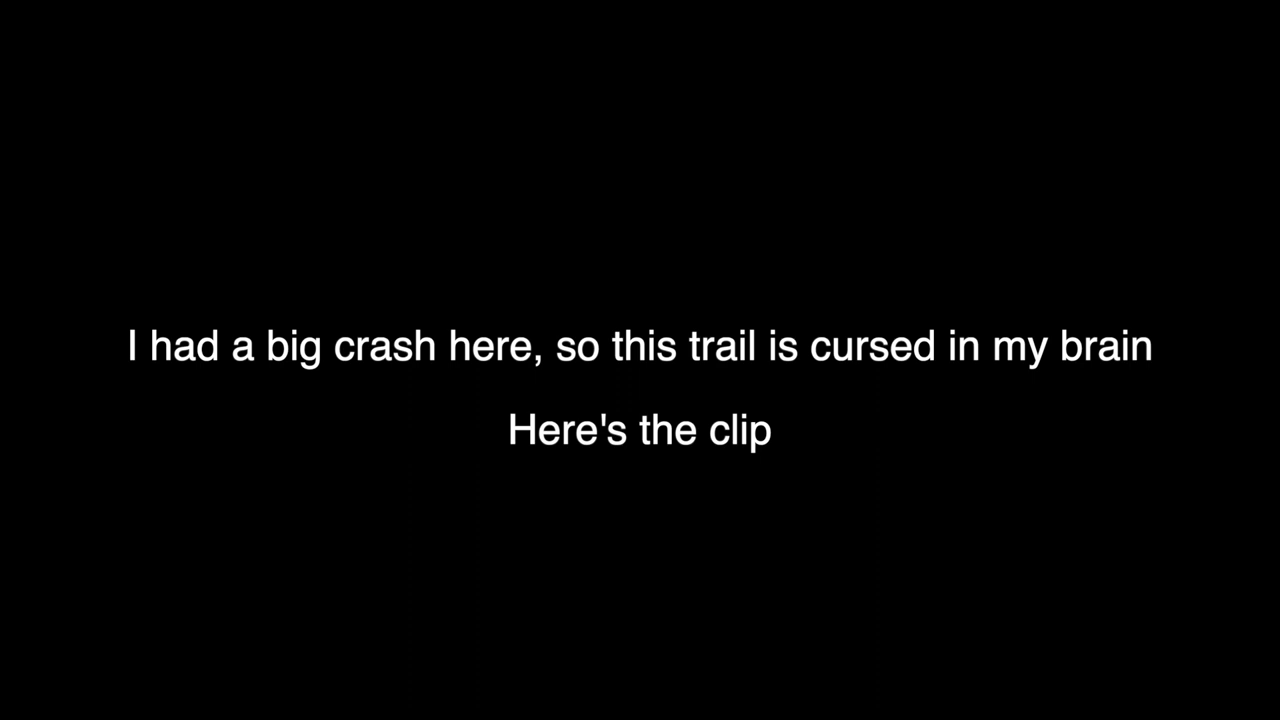 I had a big crash here, so this trail is cursed in my brain
Here's the clip